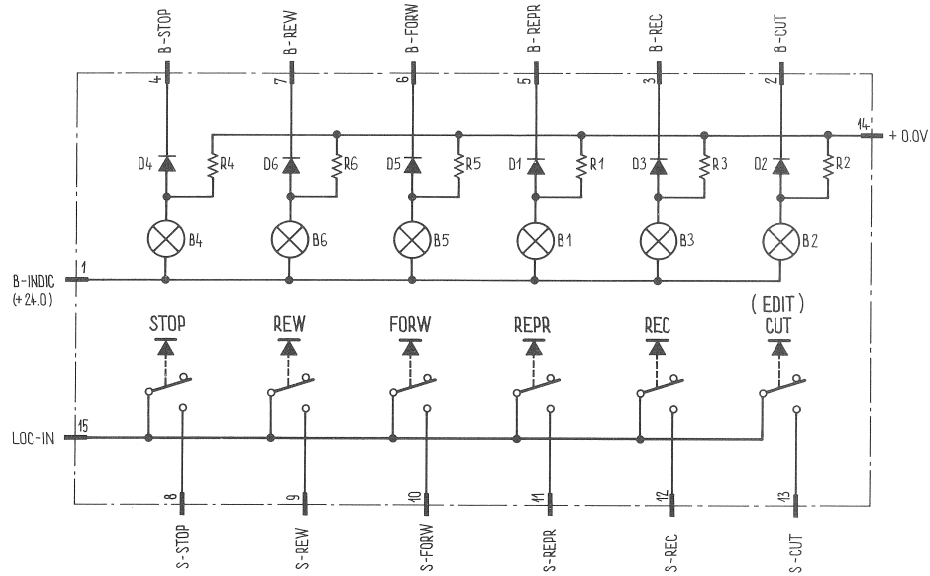 B-STOP B-REW B-FORW B-REPR B-REC B-CUT
4 7 6 5 3 2
14
+ 0.0V
D4 R4 D6 R6 D5 R5 D1 R1 D3 R3 D2 R2
B4 B6 B5 B1 B3 B2
1
B-INDIC
(+24.0)
(EDIT)
STOP REW FORW REPR REC CUT
15
LOC-IN
8 9 10 11 12 13
S-STOP S-REW S-FORW S-REPR S-REC S-CUT